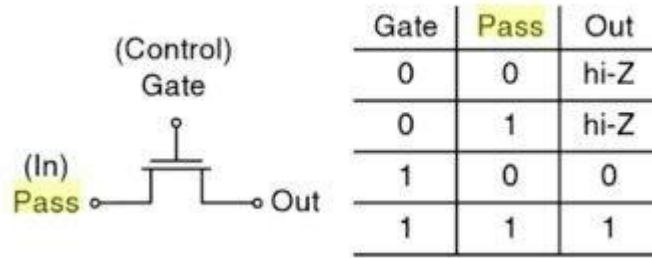 (Control)
Gate
(In)
Pass
Out
Gate Pass Out
0 0 hi-Z
0 1 hi-Z
1 0 0
1 1 1